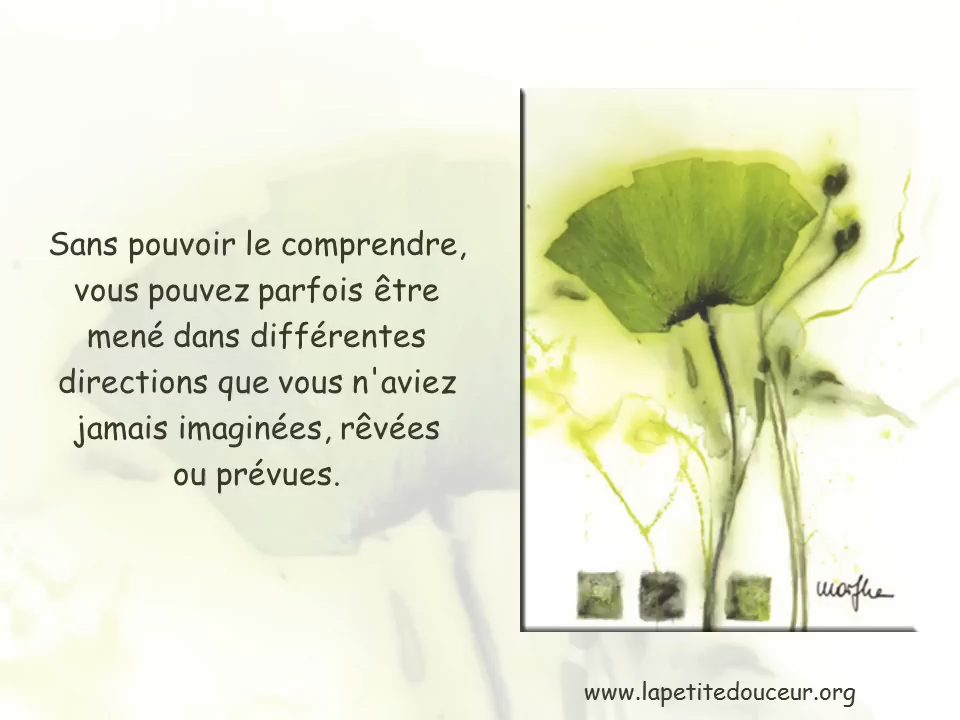 Sans pouvoir le comprendre,
vous pouvez parfois être
mené dans différentes
directions que vous n'aviez
jamais imaginées, rêvées
ou prévues.
www.lapetitedouceur.org